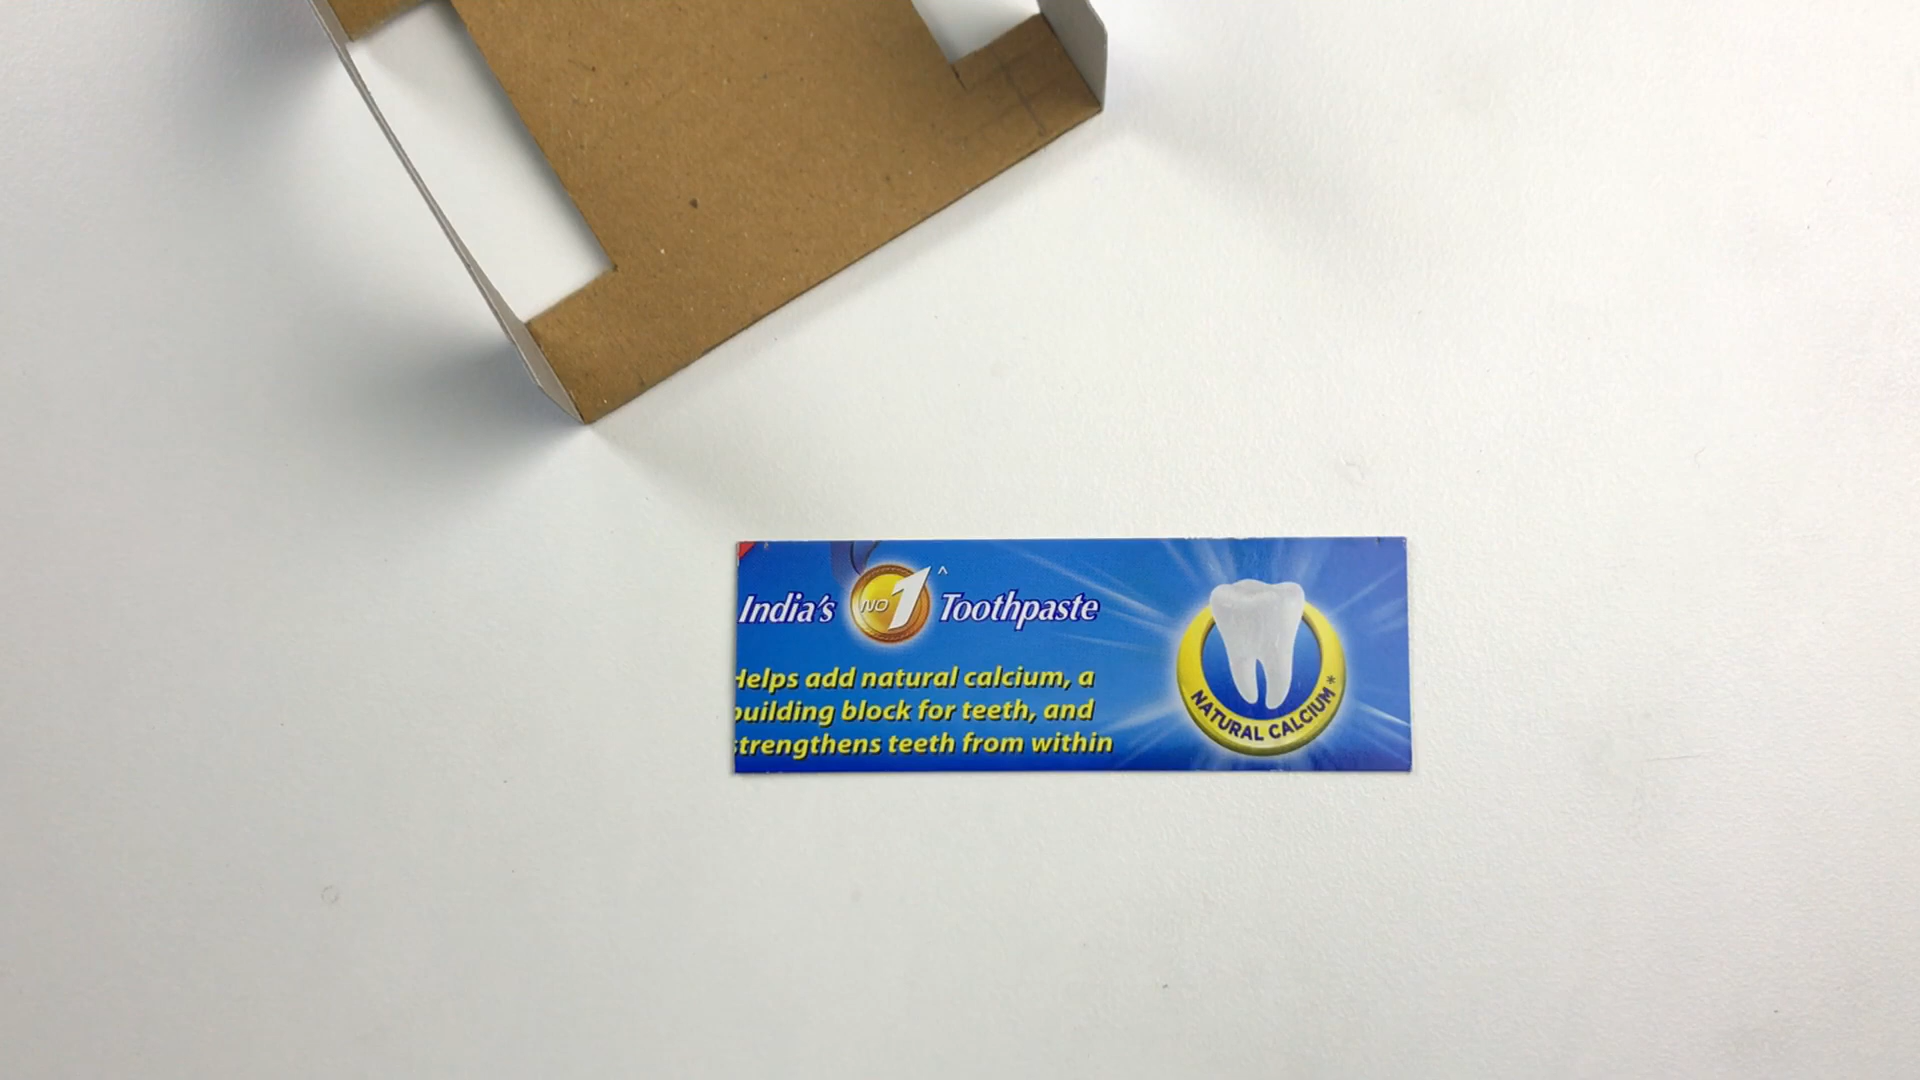 India's NO 1^ Toothpaste
Helps add natural calcium, a
building block for teeth, and
strengthens teeth from within
NATURAL CALCIUM*